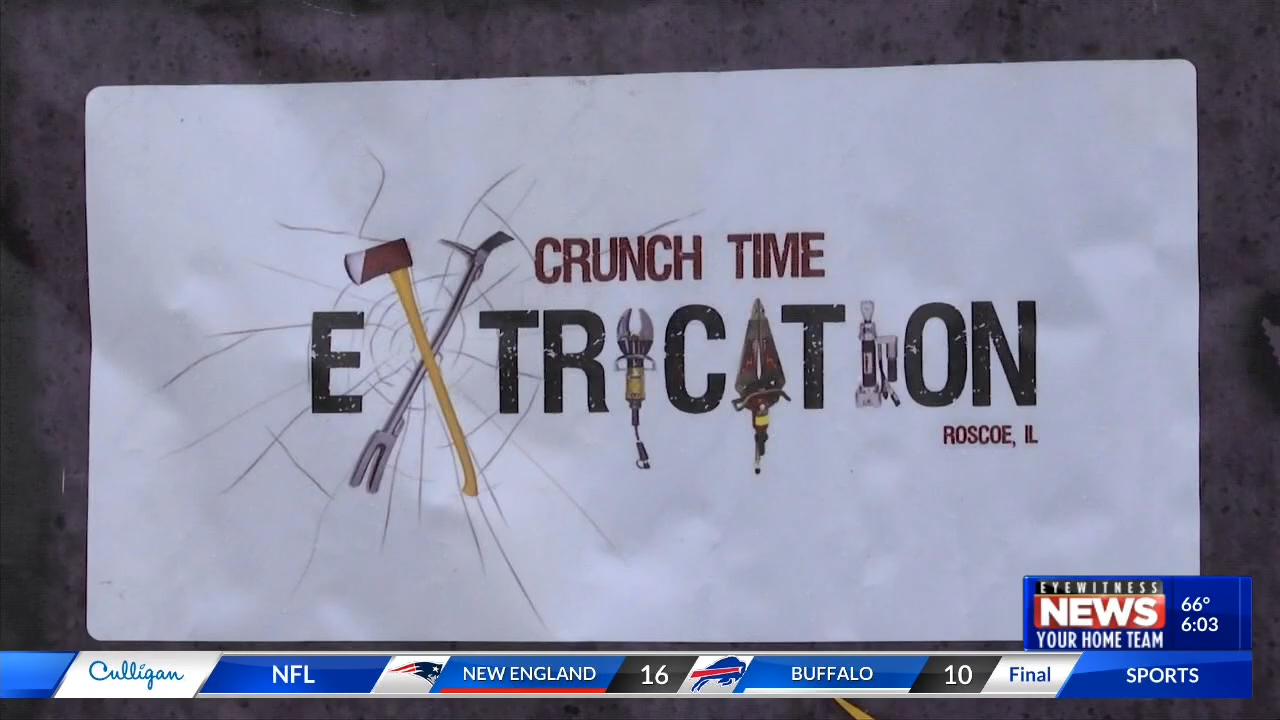 CRUNCH TIME
EXTRICATION
ROSCOE, IL
EYEWITNESS
NEWS
YOUR HOME TEAM
66°
6:03
Culligan NFL NEW ENGLAND 16 BUFFALO 10 Final SPORTS